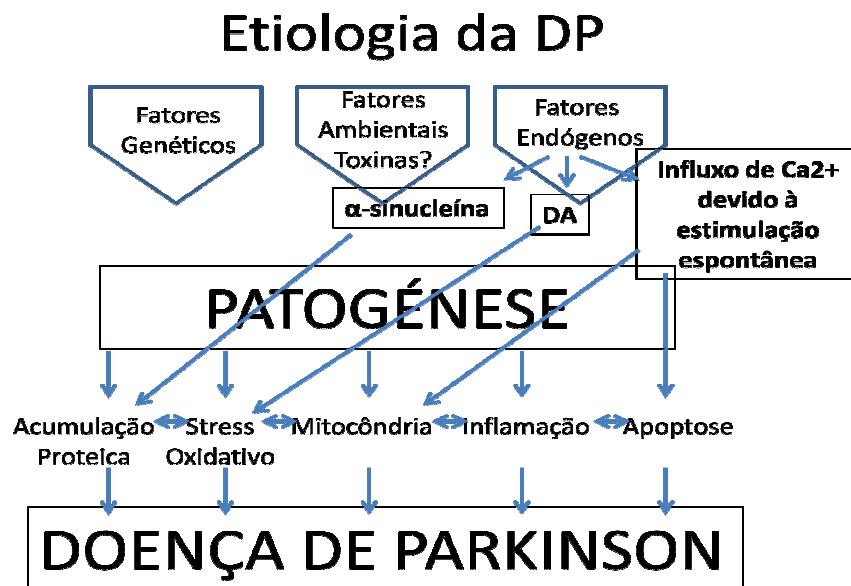 Etiologia da DP
Fatores
Genéticos
Fatores
Ambientais
Toxinas?
Fatores
Endógenos
α-sinucleína
DA
Influxo de Ca2+
devido à
estimulação
espontânea
PATOGÉNESE
Acumulação
Proteica
Stress
Oxidativo
Mitocôndria
Inflamação
Apoptose
DOENÇA DE PARKINSON